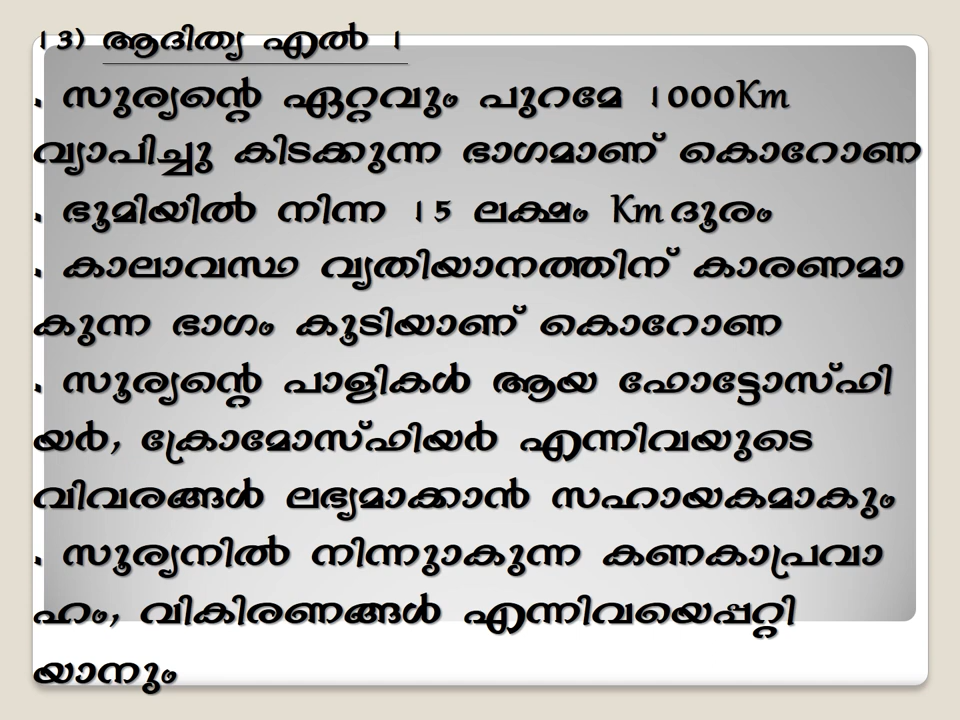 13) ആദിത്യ എൽ 1
. സുര്യന്റെ ഏറ്റവും പുറമേ 1000Km
വ്യാപിച്ചു കിടക്കുന്ന ഭാഗമാണ് കൊറോണ
. ഭൂമിയിൽ നിന്ന 15 ലക്ഷം Km ദൂരം
. കാലാവസ്ഥ വ്യതിയാനത്തിന് കാരണമാ
കുന്ന ഭാഗം കൂടിയാണ് കൊറോണ
. സൂര്യന്റെ പാളികൾ ആയ ഫോട്ടോസ്ഫി
യർ, ക്രോമോസ്ഫിയർ എന്നിവയുടെ
വിവരങ്ങൾ ലഭ്യമാക്കാൻ സഹായകമാകും
. സൂര്യനിൽ നിന്നുാകുന്ന കണകാപ്രവാ
ഹം, വികിരണങ്ങൾ എന്നിവയെപ്പറ്റി
യാനും